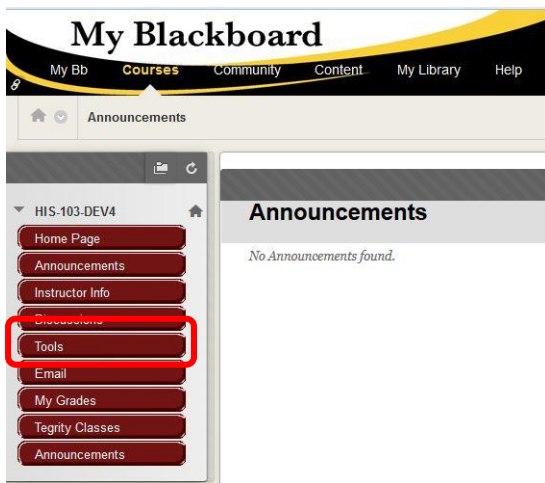 My Blackboard
My Bb Courses Community Content My Library Help
Announcements
HIS-103-DEV4
Home Page
Announcements
Instructor Info
Discussions
Tools
Email
My Grades
Tegrity Classes
Announcements
Announcements
No Announcements found.